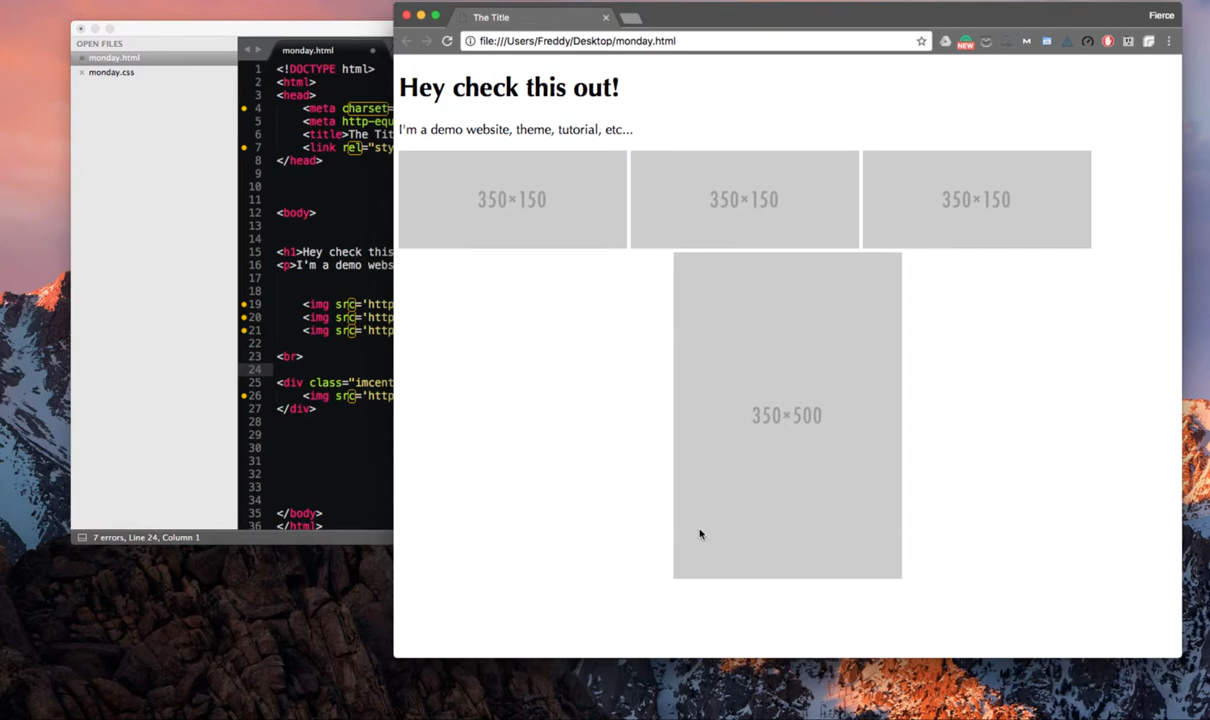 OPEN FILES
monday.html
monday.css
monday.html
1 <!DOCTYPE html>
2 <html>
3 <head>
4 <meta charset=
5 <meta http-equ
6 <title>The Tit
7 <link rel="sty
8 </head>
9
10
11
12 <body>
13
14
15 <h1>Hey check this
16 <p>I'm a demo webs
17
18
19 <img src='http
20 <img src='http
21 <img src='http
22
23 <br>
24
25 <div class="imcent
26 <img src='http
27 </div>
28
29
30
31
32
33
34
35 </body>
36 </html>
7 errors, Line 24, Column 1
The Title
Fierce
file:///Users/Freddy/Desktop/monday.html
NEW
M
Hey check this out!
I'm a demo website, theme, tutorial, etc...
350×150
350×150
350×150
350×500